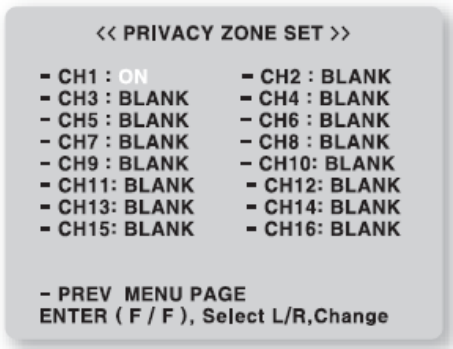 << PRIVACY ZONE SET >>
- CH1 : ON - CH2 : BLANK
- CH3 : BLANK - CH4 : BLANK
- CH5 : BLANK - CH6 : BLANK
- CH7 : BLANK - CH8 : BLANK
- CH9 : BLANK - CH10: BLANK
- CH11: BLANK - CH12: BLANK
- CH13: BLANK - CH14: BLANK
- CH15: BLANK - CH16: BLANK
- PREV MENU PAGE
ENTER ( F / F ), Select L/R,Change